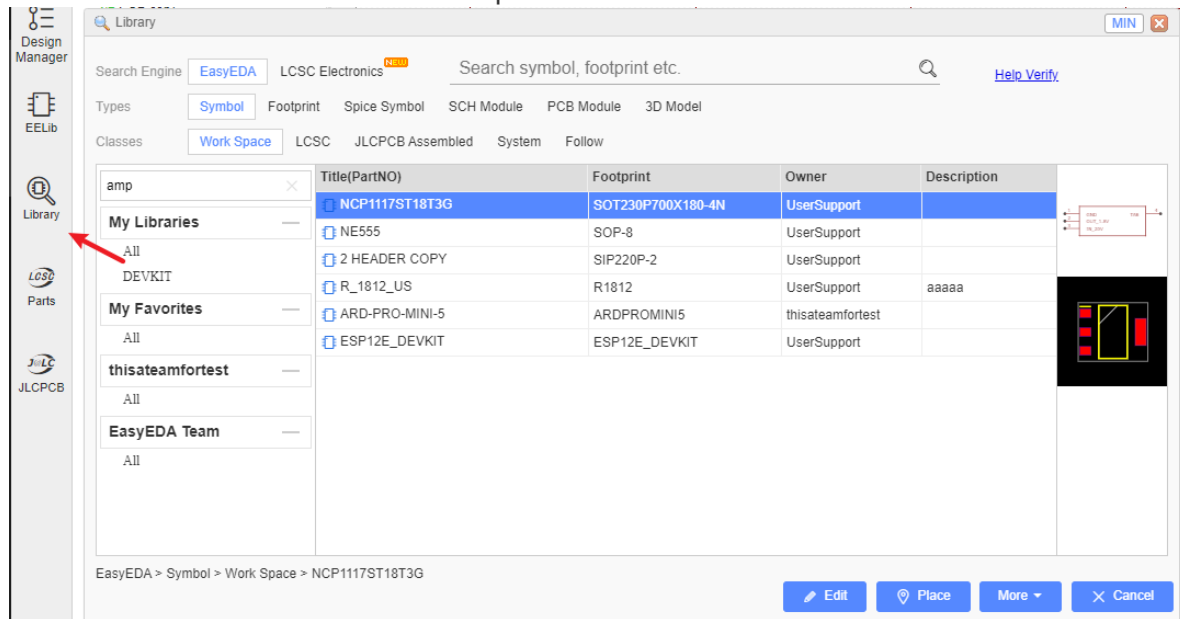 Library
MIN
Design
Manager
Search Engine EasyEDA LCSC Electronics NEW Search symbol, footprint etc. Help Verify
Types Symbol Footprint Spice Symbol SCH Module PCB Module 3D Model
EELib
Classes Work Space LCSC JLCPCB Assembled System Follow
amp
Title(PartNO) Footprint Owner Description
NCP1117ST18T3G SOT230P700X180-4N UserSupport
Library
My Libraries
NE555 SOP-8 UserSupport
All
2 HEADER COPY SIP220P-2 UserSupport
DEVKIT
LCSC
Parts
R_1812_US R1812 UserSupport aaaaa
My Favorites
ARD-PRO-MINI-5 ARDPROMINI5 thisateamfortest
All
ESP12E_DEVKIT ESP12E_DEVKIT UserSupport
thisateamfortest
JLCPCB
All
EasyEDA Team
All
EasyEDA > Symbol > Work Space > NCP1117ST18T3G
Edit Place More Cancel